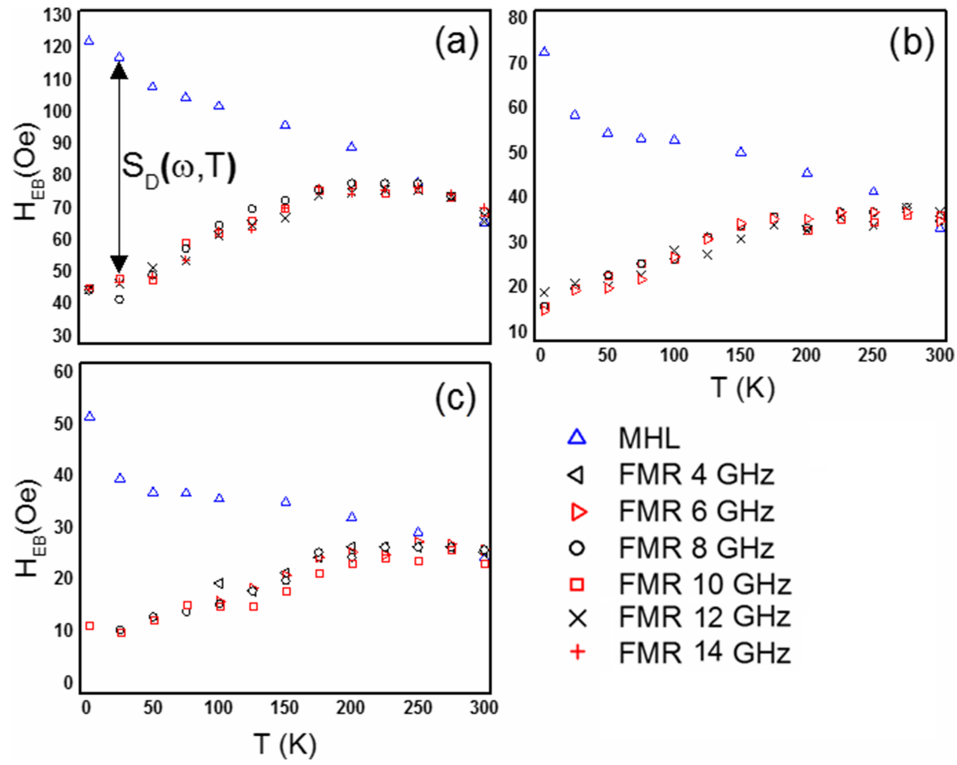 130
120
110
100
90
80
70
60
50
40
30
H_EB(Oe)
(a)
S_D(ω,T)
80
70
60
50
40
30
20
10
H_EB(Oe)
(b)
0 50 100 150 200 250 300
T (K)
60
50
40
30
20
10
0
H_EB(Oe)
(c)
0 50 100 150 200 250 300
T (K)
MHL
FMR 4 GHz
FMR 6 GHz
FMR 8 GHz
FMR 10 GHz
FMR 12 GHz
FMR 14 GHz